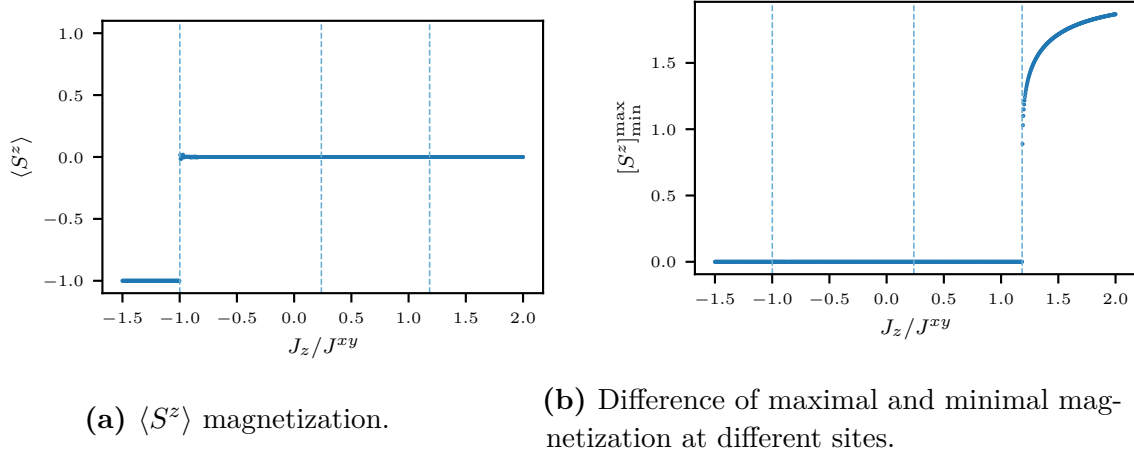 1.0
0.5
0.0
−0.5
−1.0
⟨S^z⟩
−1.5 −1.0 −0.5 0.0 0.5 1.0 1.5 2.0
J_z/J^{xy}
(a) ⟨S^z⟩ magnetization.
1.5
1.0
0.5
0.0
[S^z]^{max}_{min}
−1.5 −1.0 −0.5 0.0 0.5 1.0 1.5 2.0
J_z/J^{xy}
(b) Difference of maximal and minimal mag-
netization at different sites.